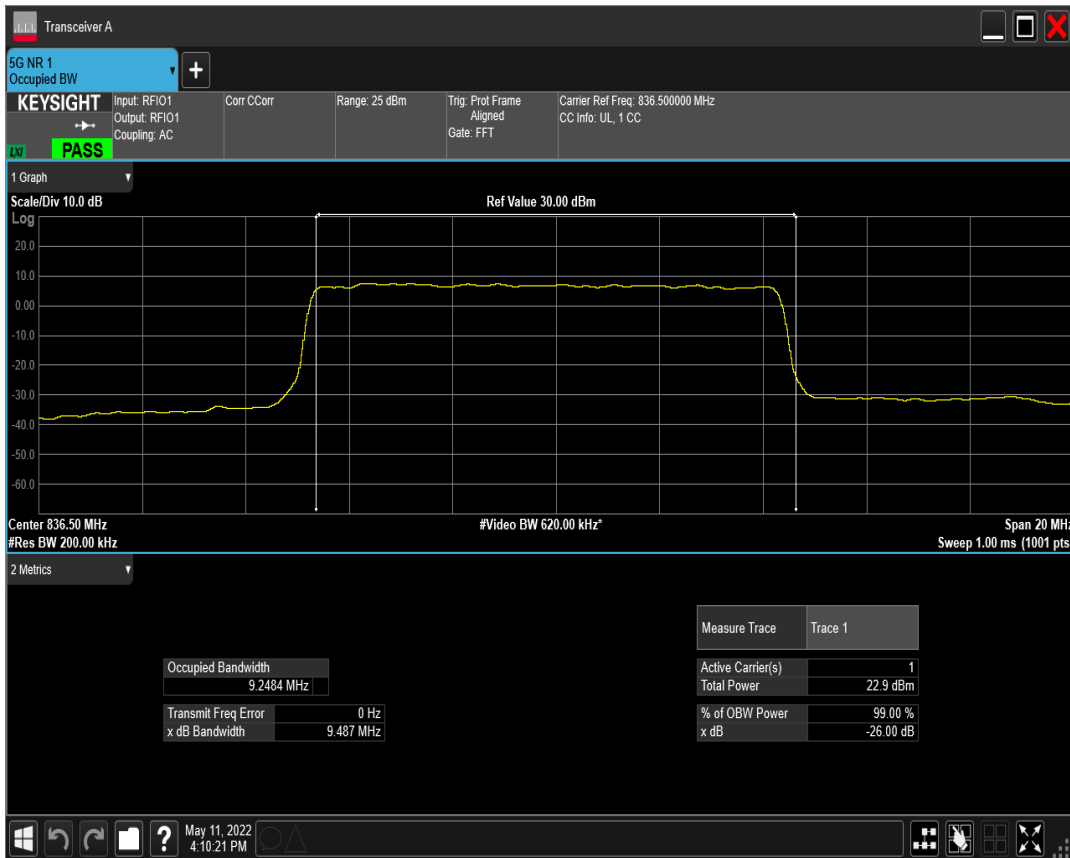 Transceiver A
5G NR 1
Occupied BW
KEYSIGHT
LXI
PASS
Input: RFIO1
Output: RFIO1
Coupling: AC
Corr CCorr
Range: 25 dBm
Trig: Prot Frame
Aligned
Gate: FFT
Carrier Ref Freq: 836.500000 MHz
CC Info: UL, 1 CC
1 Graph
Scale/Div 10.0 dB
Ref Value 30.00 dBm
Log
20.0
10.0
0.00
-10.0
-20.0
-30.0
-40.0
-50.0
-60.0
Center 836.50 MHz
#Video BW 620.00 kHz*
Span 20 MHz
#Res BW 200.00 kHz
Sweep 1.00 ms (1001 pts
2 Metrics
Measure Trace Trace 1
Occupied Bandwidth
9.2484 MHz
Active Carrier(s) 1
Total Power 22.9 dBm
Transmit Freq Error 0 Hz
x dB Bandwidth 9.487 MHz
% of OBW Power 99.00 %
x dB -26.00 dB
?
May 11, 2022
4:10:21 PM